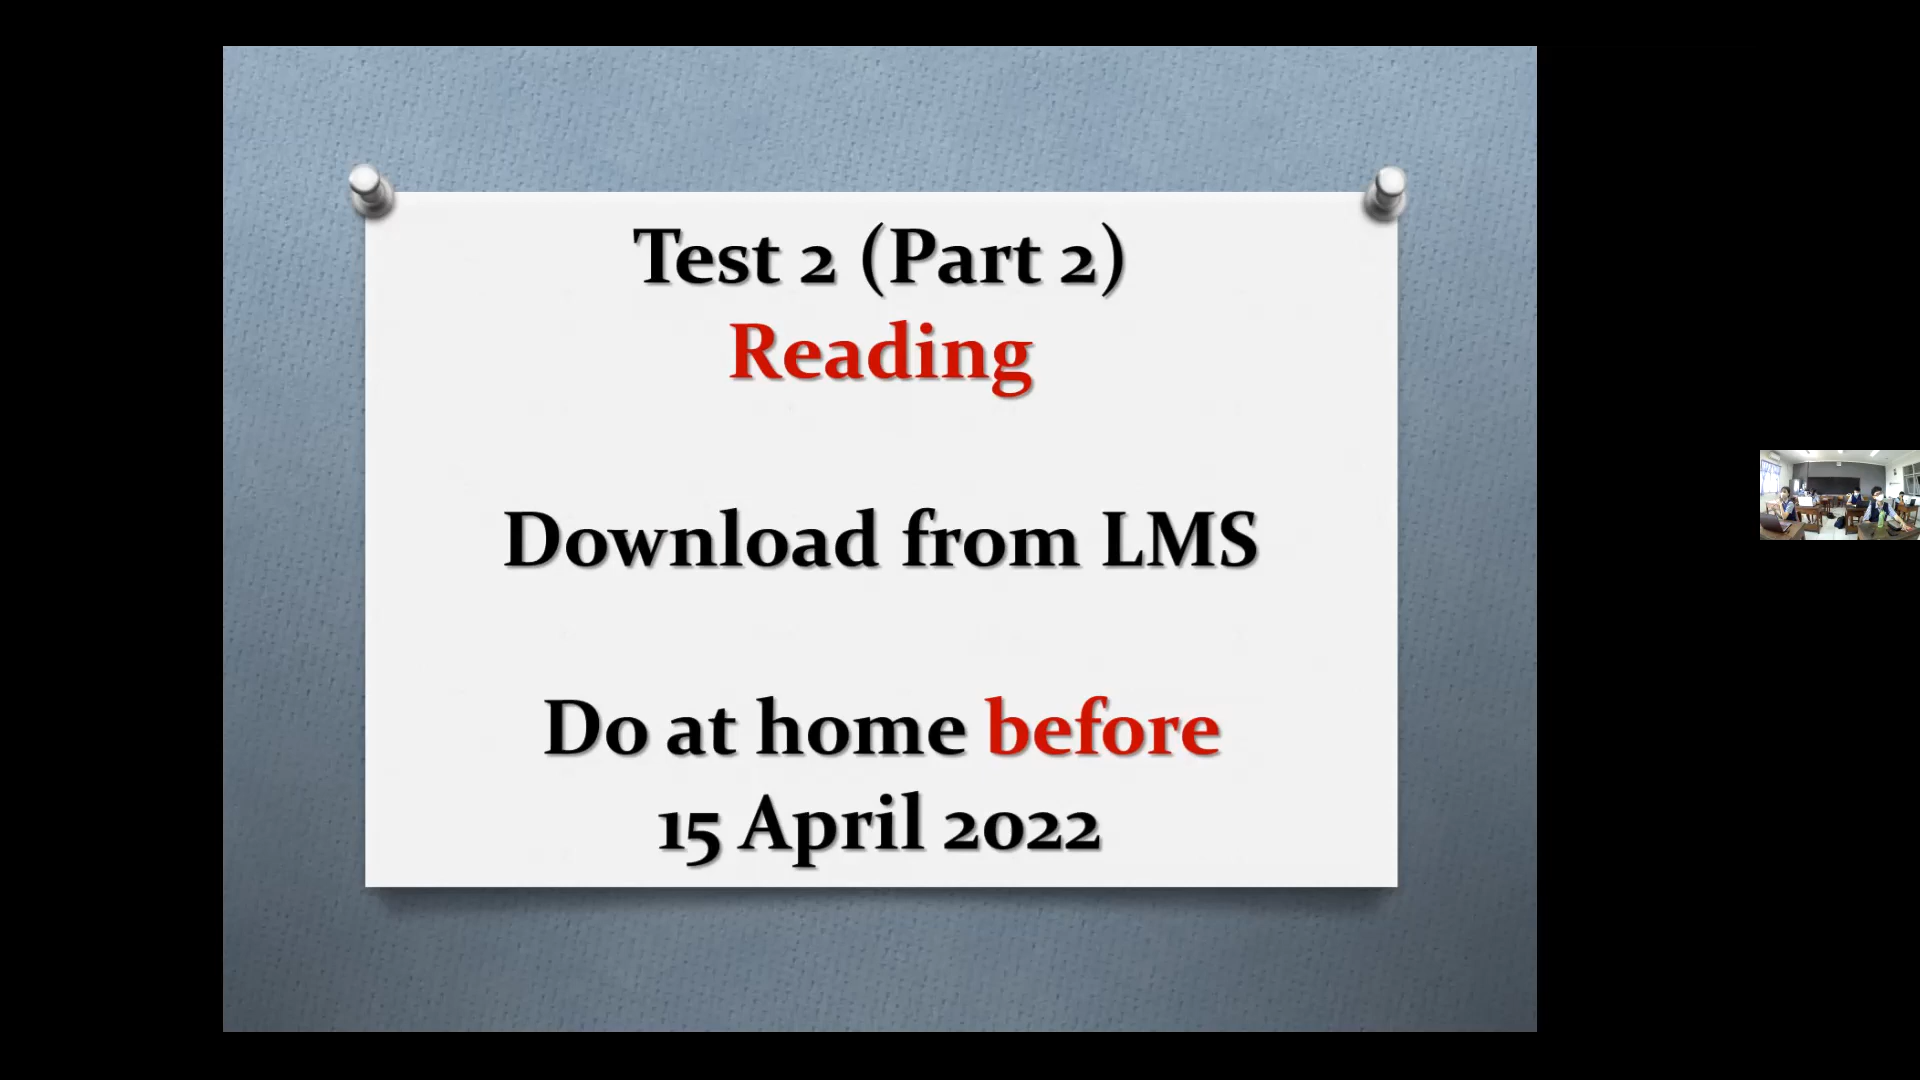 Test 2 (Part 2)
Reading
Download from LMS
Do at home before
15 April 2022